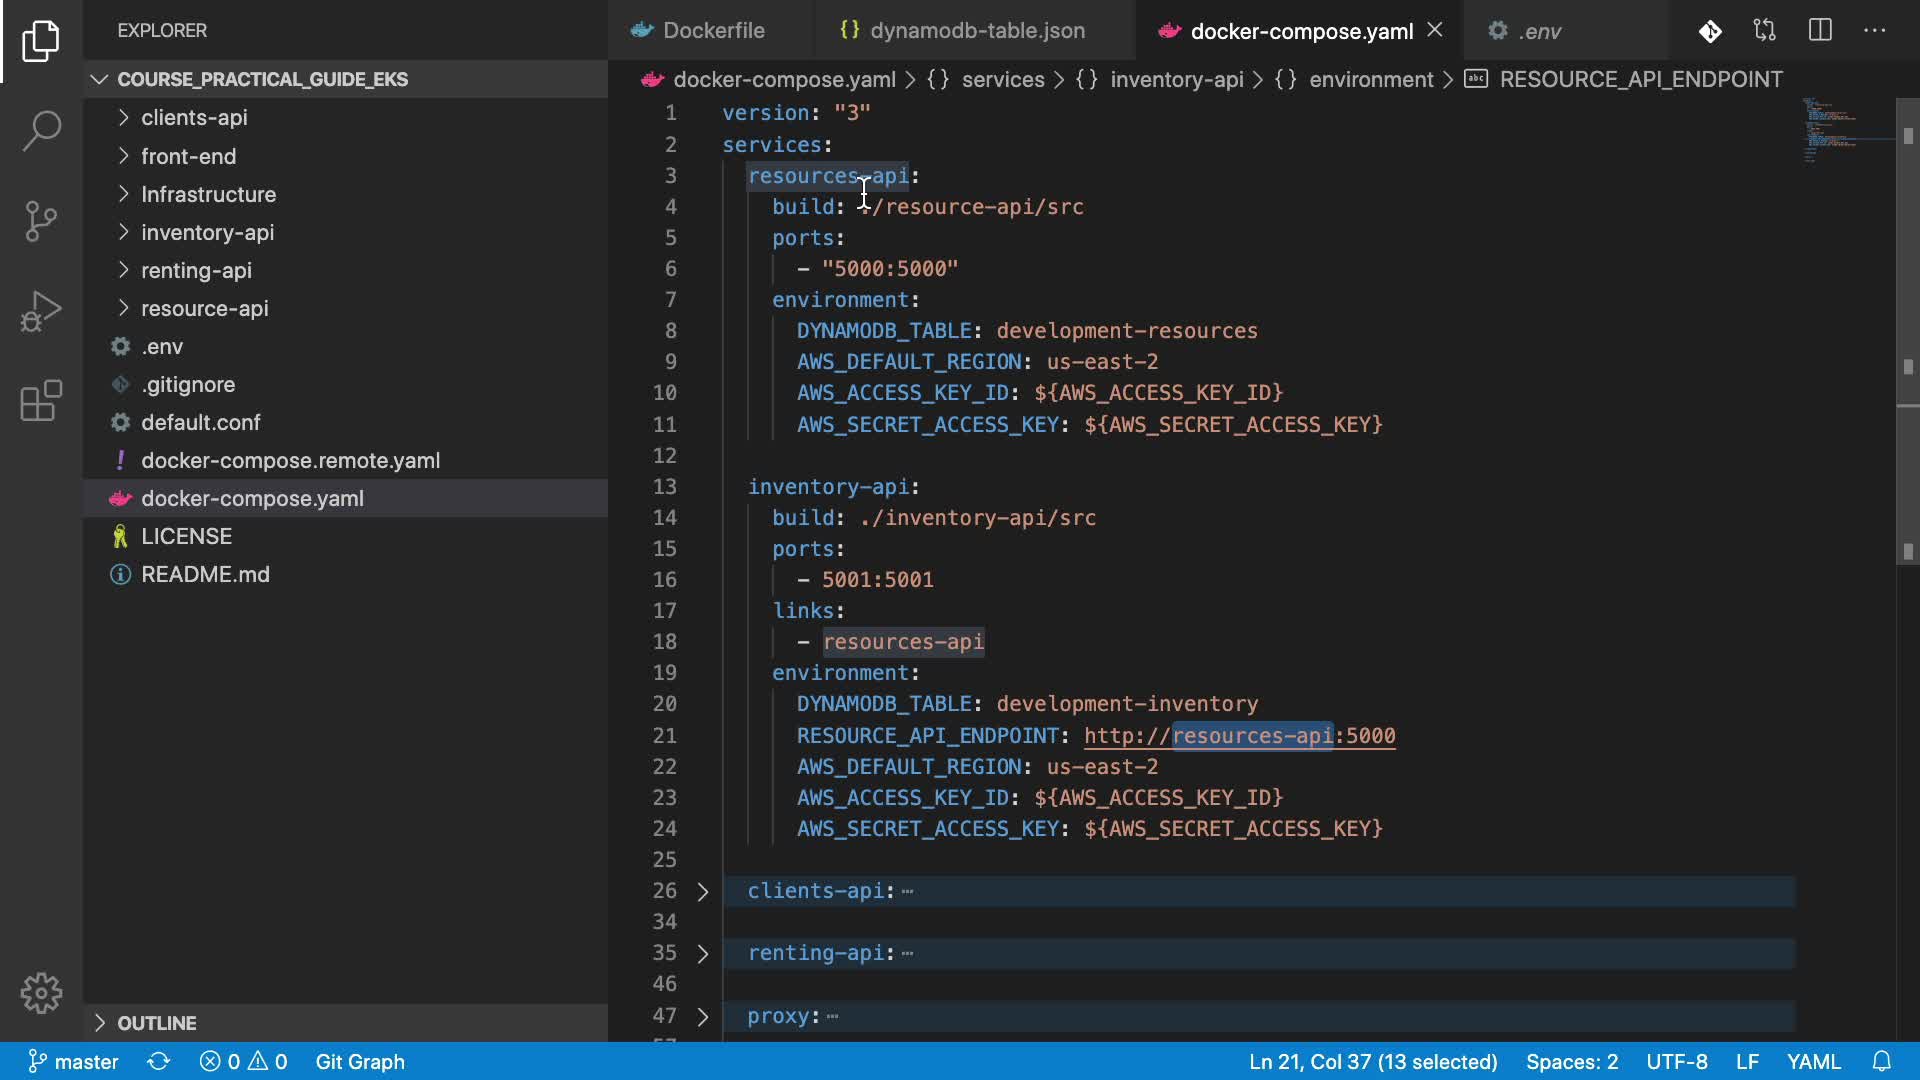 EXPLORER
Dockerfile
dynamodb-table.json
docker-compose.yaml
.env
COURSE_PRACTICAL_GUIDE_EKS
clients-api
front-end
Infrastructure
inventory-api
renting-api
resource-api
.env
.gitignore
default.conf
docker-compose.remote.yaml
docker-compose.yaml
LICENSE
README.md
OUTLINE
docker-compose.yaml > {} services > {} inventory-api > {} environment > abc RESOURCE_API_ENDPOINT
1 version: "3"
2 services:
3 resources-api:
4 build: ./resource-api/src
5 ports:
6 - "5000:5000"
7 environment:
8 DYNAMODB_TABLE: development-resources
9 AWS_DEFAULT_REGION: us-east-2
10 AWS_ACCESS_KEY_ID: ${AWS_ACCESS_KEY_ID}
11 AWS_SECRET_ACCESS_KEY: ${AWS_SECRET_ACCESS_KEY}
12
13 inventory-api:
14 build: ./inventory-api/src
15 ports:
16 - 5001:5001
17 links:
18 - resources-api
19 environment:
20 DYNAMODB_TABLE: development-inventory
21 RESOURCE_API_ENDPOINT: http://resources-api:5000
22 AWS_DEFAULT_REGION: us-east-2
23 AWS_ACCESS_KEY_ID: ${AWS_ACCESS_KEY_ID}
24 AWS_SECRET_ACCESS_KEY: ${AWS_SECRET_ACCESS_KEY}
25
26 clients-api:…
34
35 renting-api:…
46
47 proxy:…
master 0 0 Git Graph Ln 21, Col 37 (13 selected) Spaces: 2 UTF-8 LF YAML